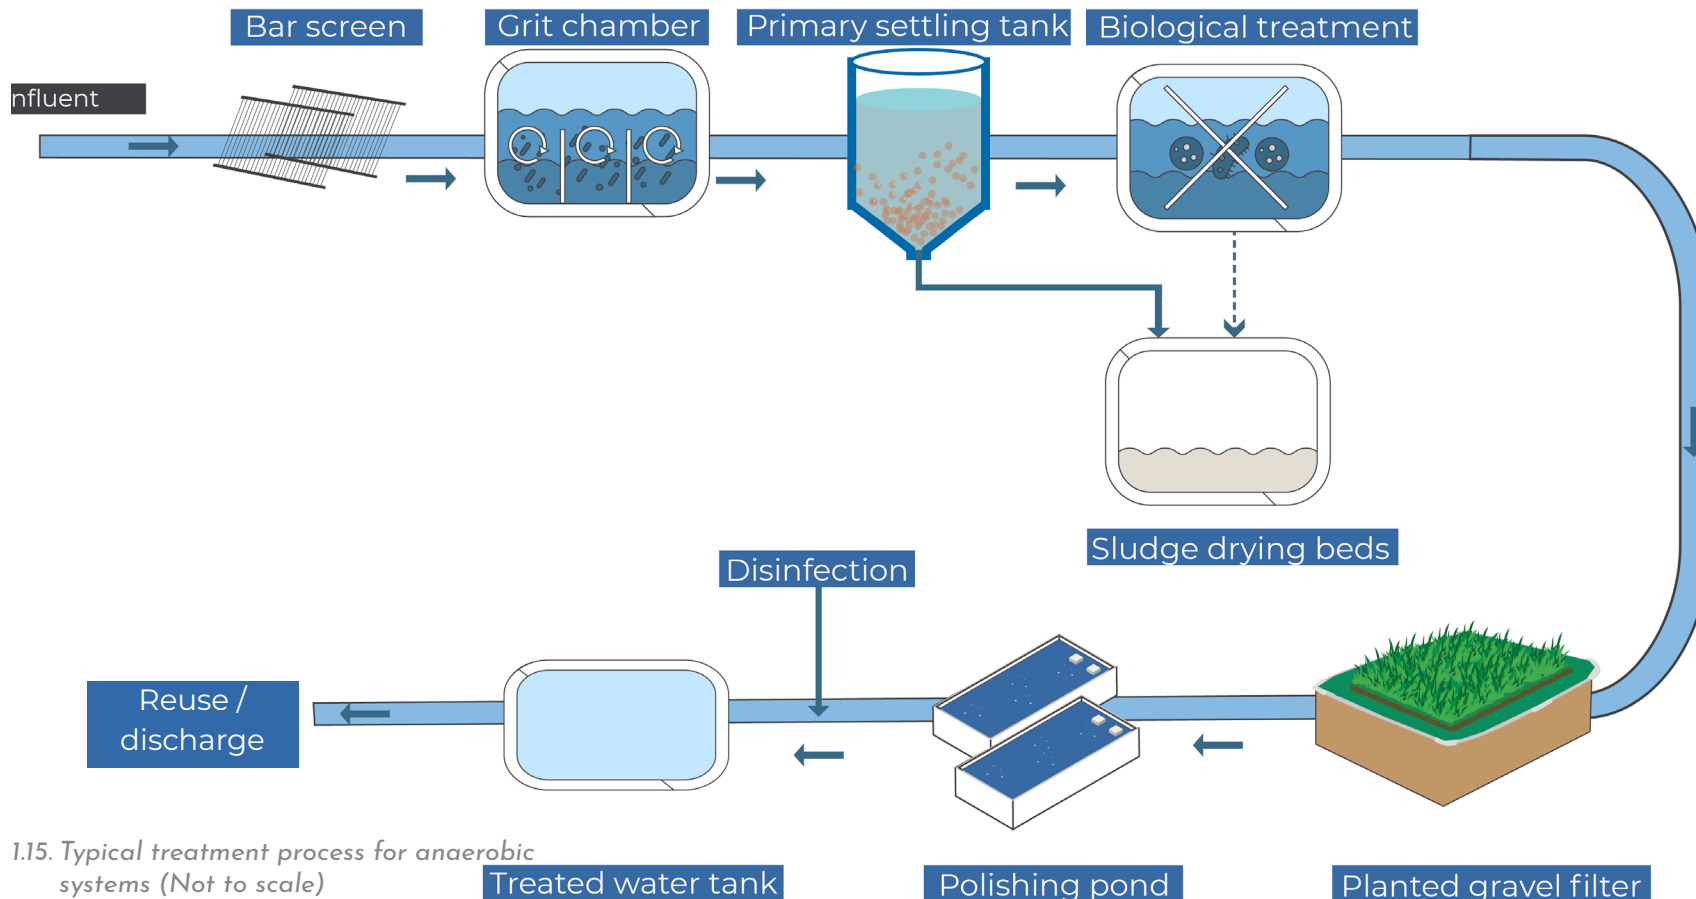 Bar screen
Grit chamber
Primary settling tank
Biological treatment
nfluent
Sludge drying beds
Disinfection
Reuse /
discharge
1.15. Typical treatment process for anaerobic
systems (Not to scale)
Treated water tank
Polishing pond
Planted gravel filter